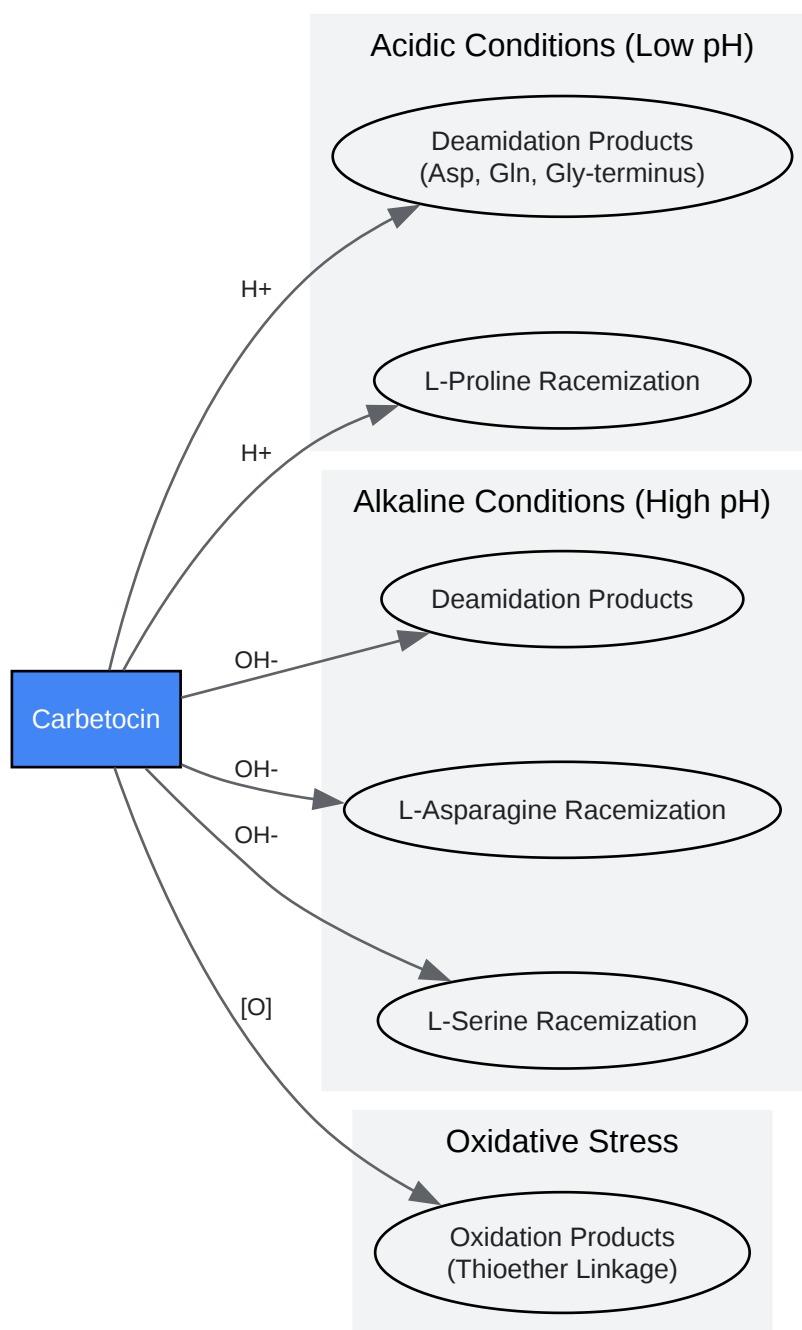 Acidic Conditions (Low pH)
Deamidation Products
(Asp, Gln, Gly-terminus)
H+
L-Proline Racemization
H+
Alkaline Conditions (High pH)
Deamidation Products
OH-
Carbetocin
OH-
L-Asparagine Racemization
OH-
L-Serine Racemization
[O]
Oxidative Stress
Oxidation Products
(Thioether Linkage)